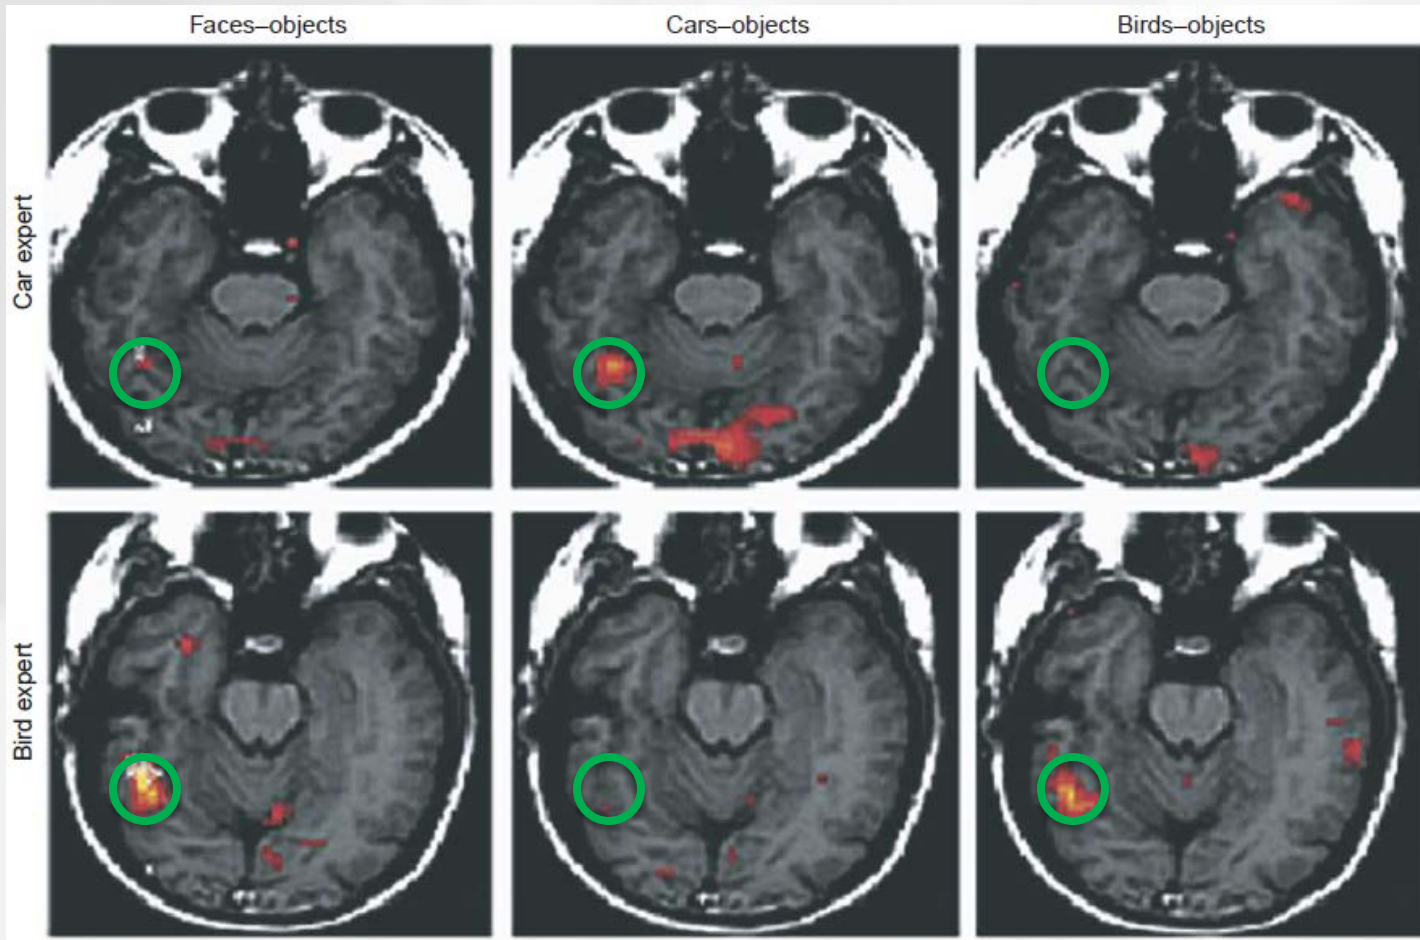 Faces–objects
Cars–objects
Birds–objects
Car expert
Bird expert